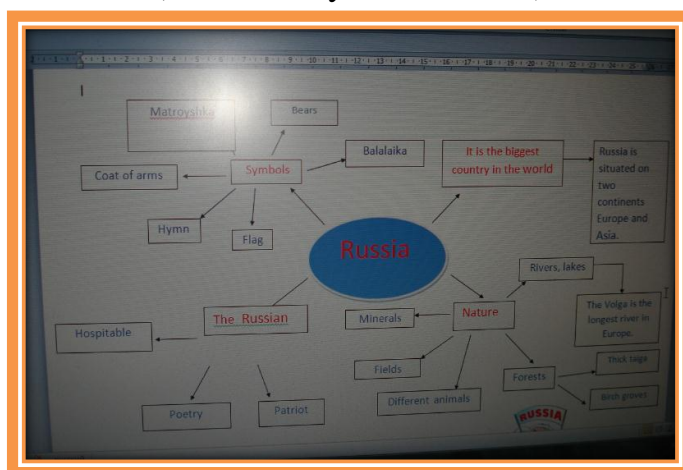 Matroyshka
Bears
Balalaika
Coat of arms
Symbols
Hymn
Flag
It is the biggest
country in the world
Russia is
situated on
two
continents
Europe and
Asia.
Russia
Rivers, lakes
The Volga is the
longest river in
Europe.
Nature
Minerals
Fields
Different animals
Forests
Thick taiga
Birch groves
The Russian
Hospitable
Poetry
Patriot
RUSSIA